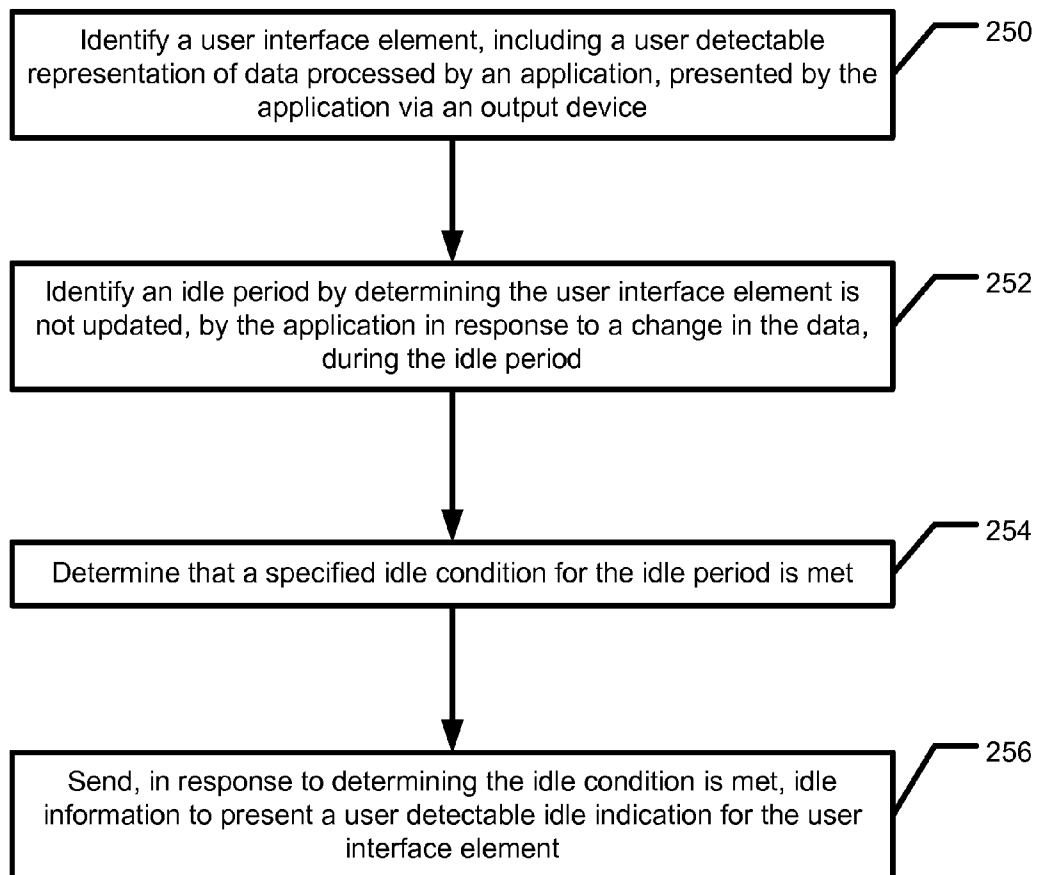 Identify a user interface element, including a user detectable
representation of data processed by an application, presented by the
application via an output device
250
Identify an idle period by determining the user interface element is
not updated, by the application in response to a change in the data,
during the idle period
252
Determine that a specified idle condition for the idle period is met
254
Send, in response to determining the idle condition is met, idle
information to present a user detectable idle indication for the user
interface element
256